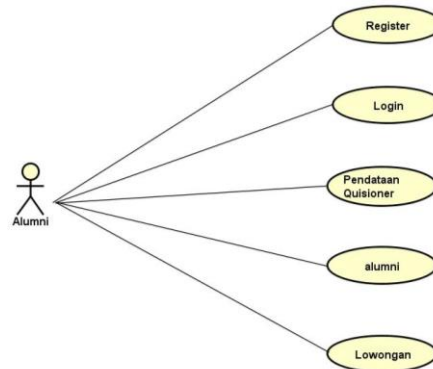 Register
Login
Pendataan
Quisioner
Alumni
alumni
Lowongan